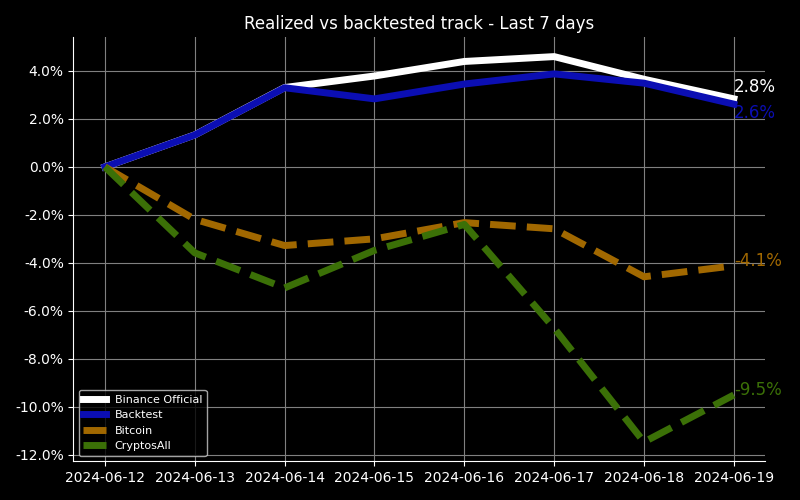 Realized vs backtested track - Last 7 days
4.0%
2.0%
0.0%
-2.0%
-4.0%
-6.0%
-8.0%
-10.0%
-12.0%
2.8%
2.6%
-4.1%
-9.5%
Binance Official
Backtest
Bitcoin
CryptosAll
2024-06-12 2024-06-13 2024-06-14 2024-06-15 2024-06-16 2024-06-17 2024-06-18 2024-06-19